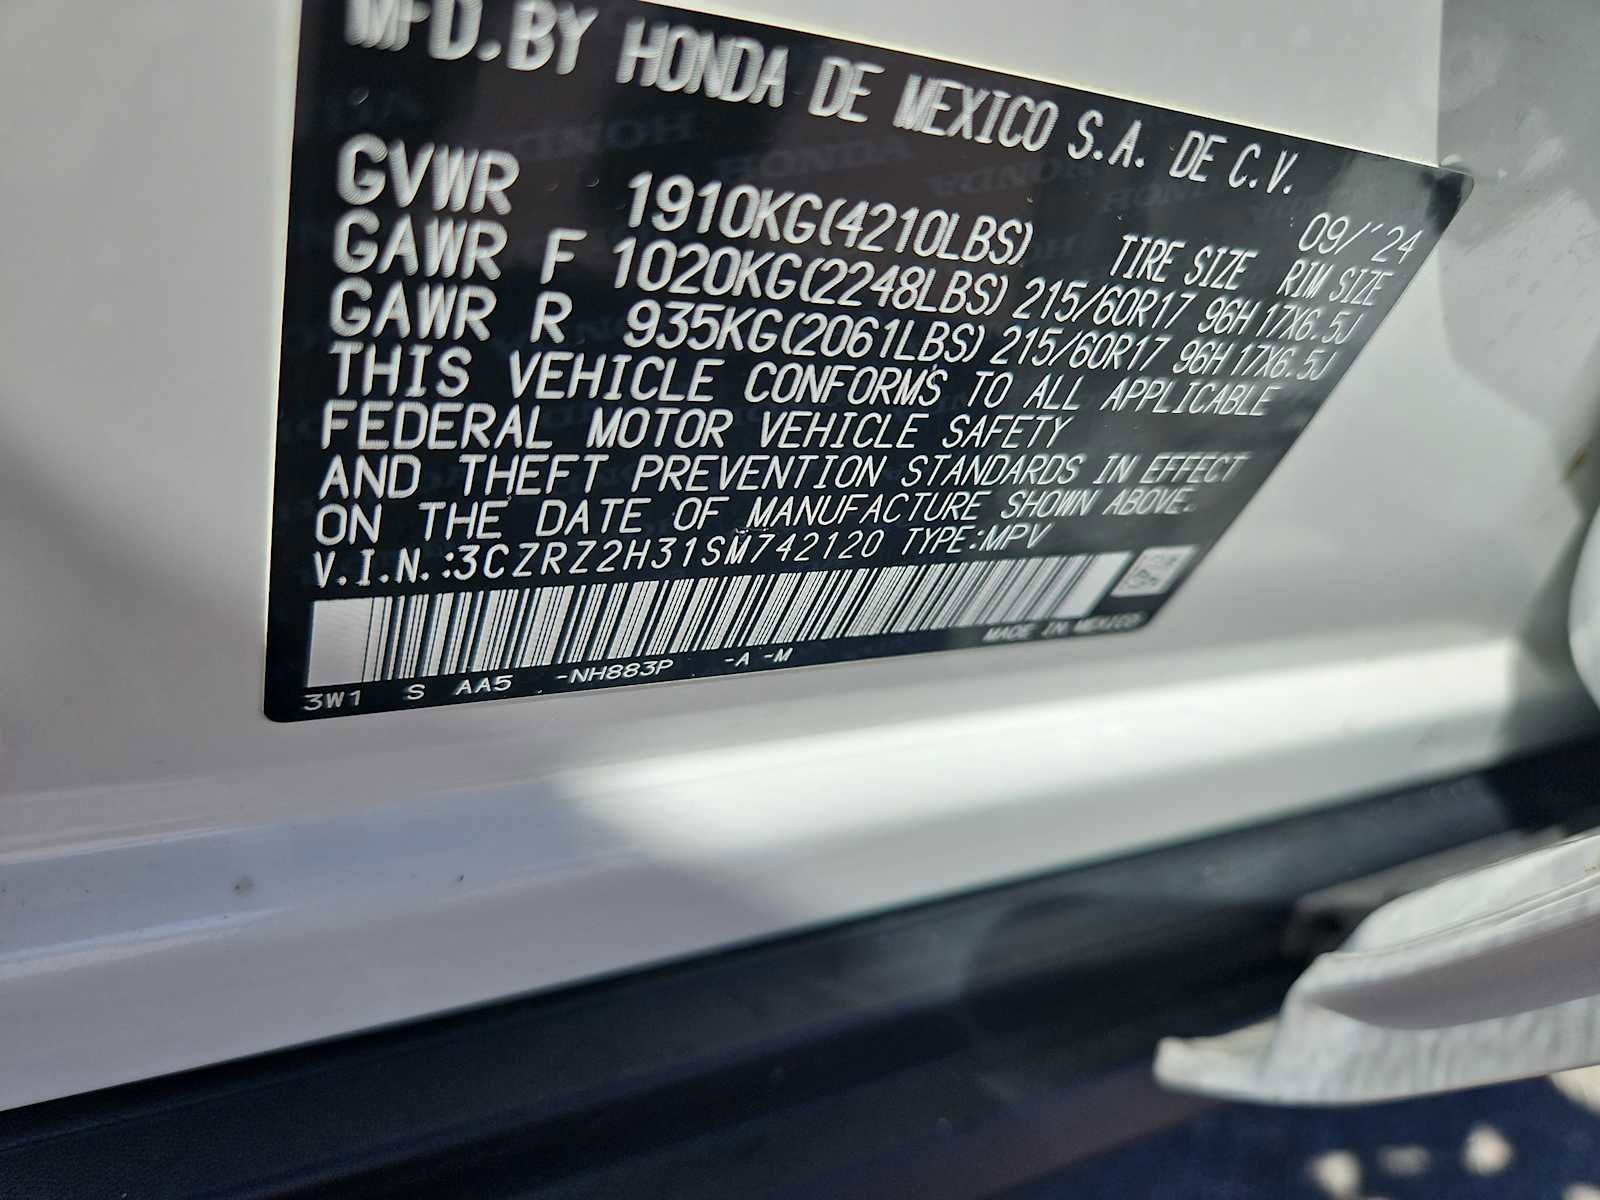 MFD.BY HONDA DE MEXICO S.A. DE C.V.
09/'24
GVWR 1910KG(4210LBS) TIRE SIZE RIM SIZE
GAWR F 1020KG(2248LBS) 215/60R17 96H 17X6.5J
GAWR R 935KG(2061LBS) 215/60R17 96H 17X6.5J
THIS VEHICLE CONFORMS TO ALL APPLICABLE
FEDERAL MOTOR VEHICLE SAFETY
AND THEFT PREVENTION STANDARDS IN EFFECT
ON THE DATE OF MANUFACTURE SHOWN ABOVE.
V.I.N.:3CZRZ2H31SM742120 TYPE:MPV
MADE IN MEXICO
3W1 S AA5 -NH883P -A -M